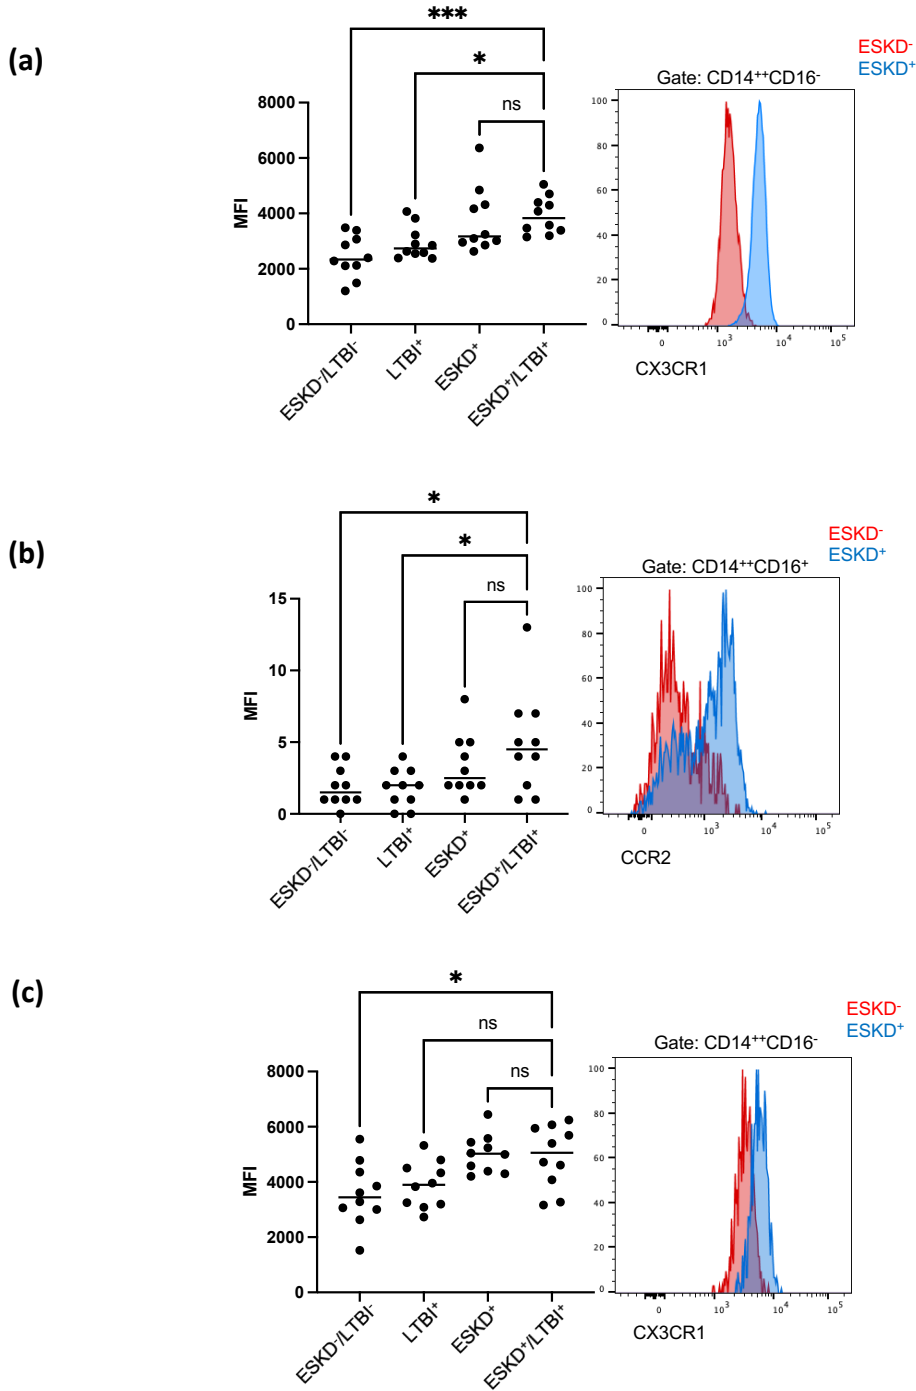 (a)
***
*
ns
MFI
8000
6000
4000
2000
0
ESKD⁻/LTBI⁻
LTBI⁺
ESKD⁺
ESKD⁺/LTBI⁺
ESKD⁻
ESKD⁺
Gate: CD14⁺⁺CD16⁻
100
80
60
40
20
0
0 10³ 10⁴ 10⁵
CX3CR1
(b)
*
*
ns
MFI
15
10
5
0
ESKD⁻/LTBI⁻
LTBI⁺
ESKD⁺
ESKD⁺/LTBI⁺
ESKD⁻
ESKD⁺
Gate: CD14⁺⁺CD16⁺
100
80
60
40
20
0
0 10³ 10⁴ 10⁵
CCR2
(c)
*
ns
ns
MFI
8000
6000
4000
2000
0
ESKD⁻/LTBI⁻
LTBI⁺
ESKD⁺
ESKD⁺/LTBI⁺
ESKD⁻
ESKD⁺
Gate: CD14⁺⁺CD16⁻
100
80
60
40
20
0
0 10³ 10⁴ 10⁵
CX3CR1